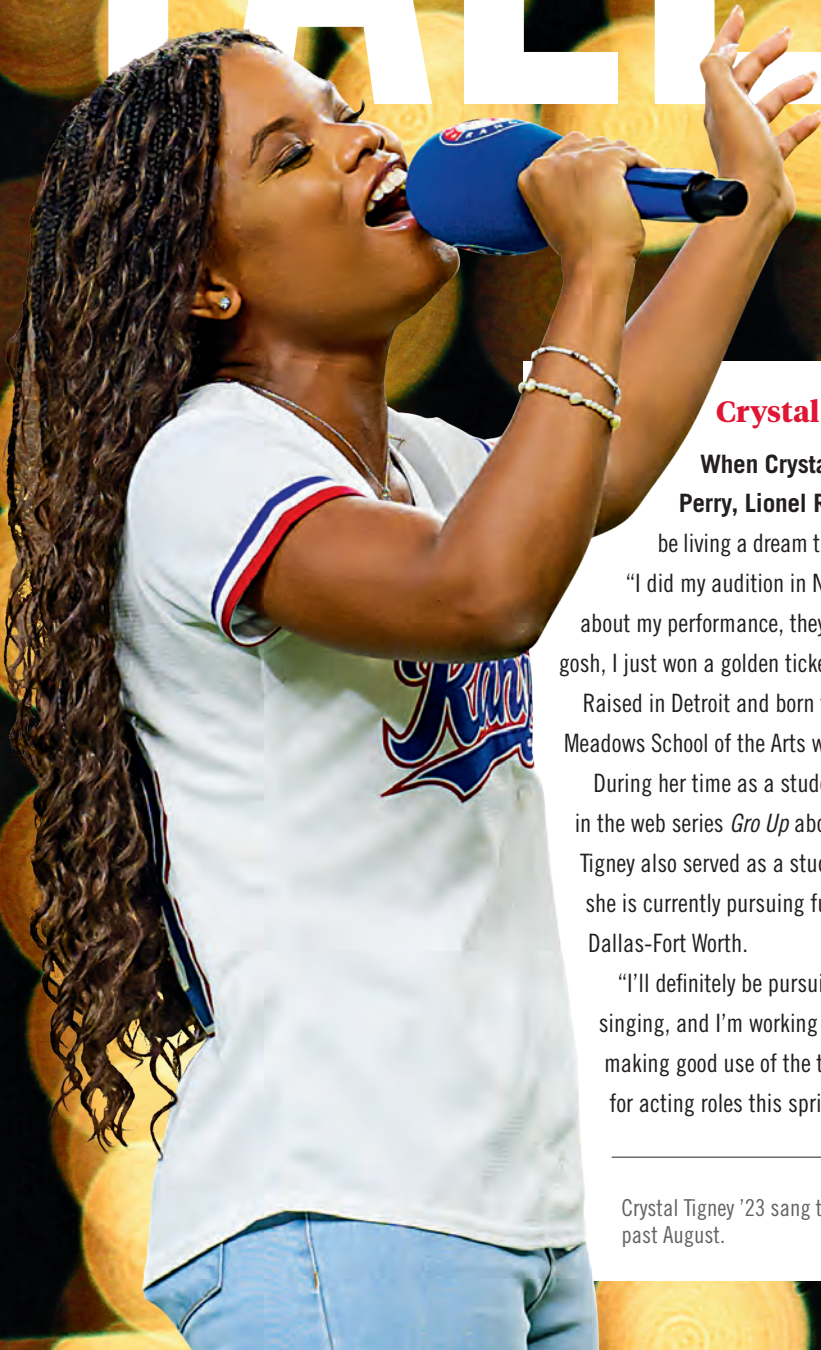 TALE
RAN
Ran
Crystal
When Crysta
Perry, Lionel R
be living a dream t
“I did my audition in N
about my performance, they
gosh, I just won a golden ticke
Raised in Detroit and born
Meadows School of the Arts w
During her time as a stude
in the web series Gro Up abo
Tigney also served as a stud
she is currently pursuing fu
Dallas-Fort Worth.
“I’ll definitely be pursui
singing, and I’m working
making good use of the t
for acting roles this spri
Crystal Tigney ’23 sang t
past August.